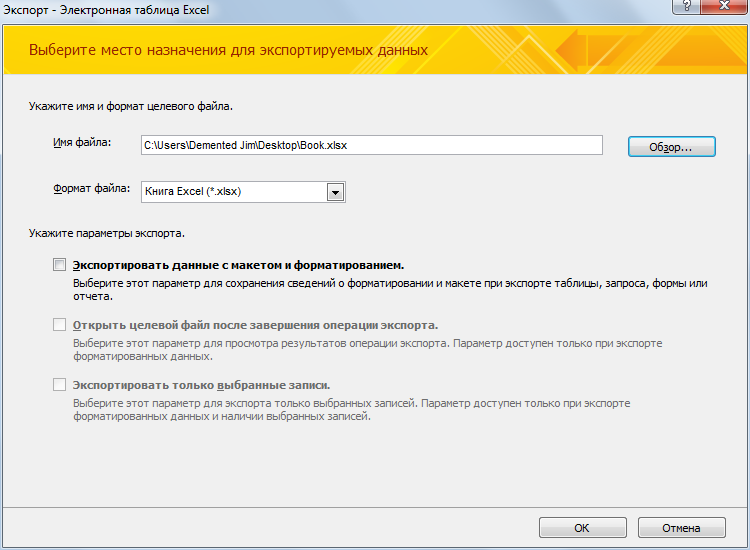 Экспорт - Электронная таблица Excel
Выберите место назначения для экспортируемых данных
Укажите имя и формат целевого файла.
Имя файла:
C:\Users\Demented Jim\Desktop\Book.xlsx
Обзор...
Формат файла:
Книга Excel (*.xlsx)
Укажите параметры экспорта.
Экспортировать данные с макетом и форматированием.
Выберите этот параметр для сохранения сведений о форматировании и макете при экспорте таблицы, запроса, формы или
отчета.
Открыть целевой файл после завершения операции экспорта.
Выберите этот параметр для просмотра результатов операции экспорта. Параметр доступен только при экспорте
форматированных данных.
Экспортировать только выбранные записи.
Выберите этот параметр для экспорта только выбранных записей. Параметр доступен только при экспорте
форматированных данных и наличии выбранных записей.
ОК
Отмена